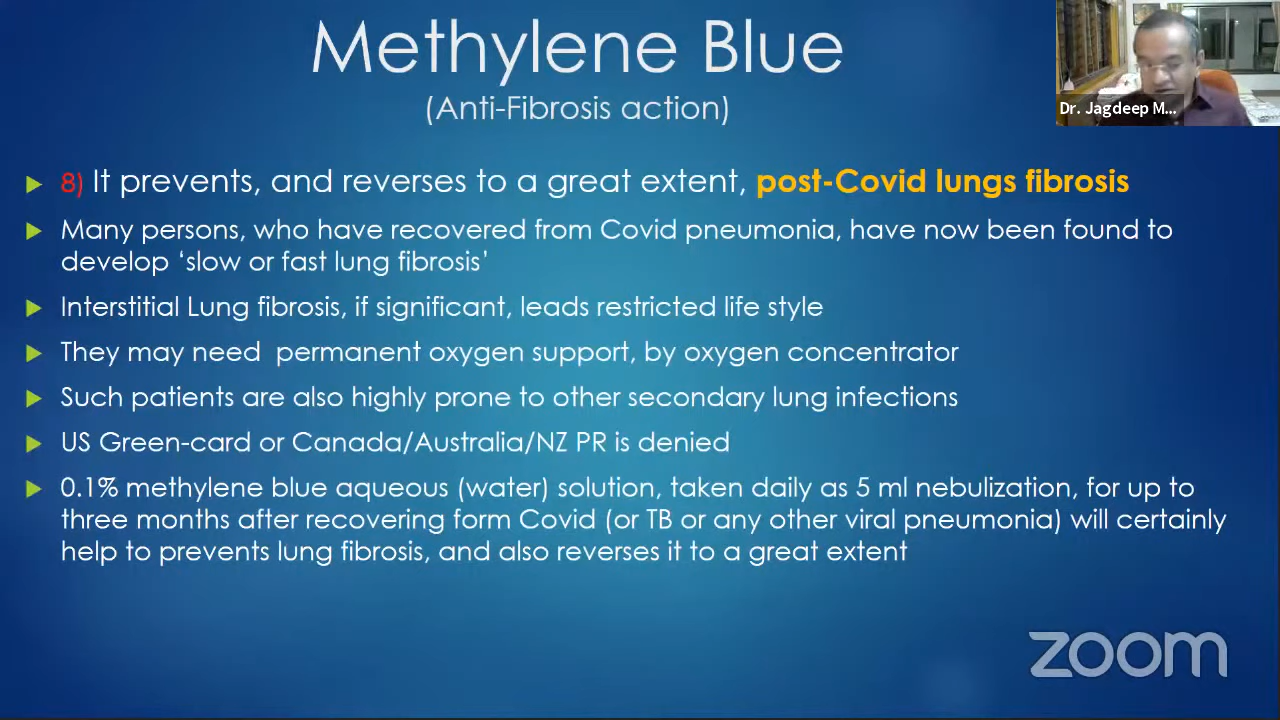 Methylene Blue
(Anti-Fibrosis action)
Dr. Jagdeep M...
8) It prevents, and reverses to a great extent, post-Covid lungs fibrosis
Many persons, who have recovered from Covid pneumonia, have now been found to
develop ‘slow or fast lung fibrosis’
Interstitial Lung fibrosis, if significant, leads restricted life style
They may need  permanent oxygen support, by oxygen concentrator
Such patients are also highly prone to other secondary lung infections
US Green-card or Canada/Australia/NZ PR is denied
0.1% methylene blue aqueous (water) solution, taken daily as 5 ml nebulization, for up to
three months after recovering form Covid (or TB or any other viral pneumonia) will certainly
help to prevents lung fibrosis, and also reverses it to a great extent
zoom